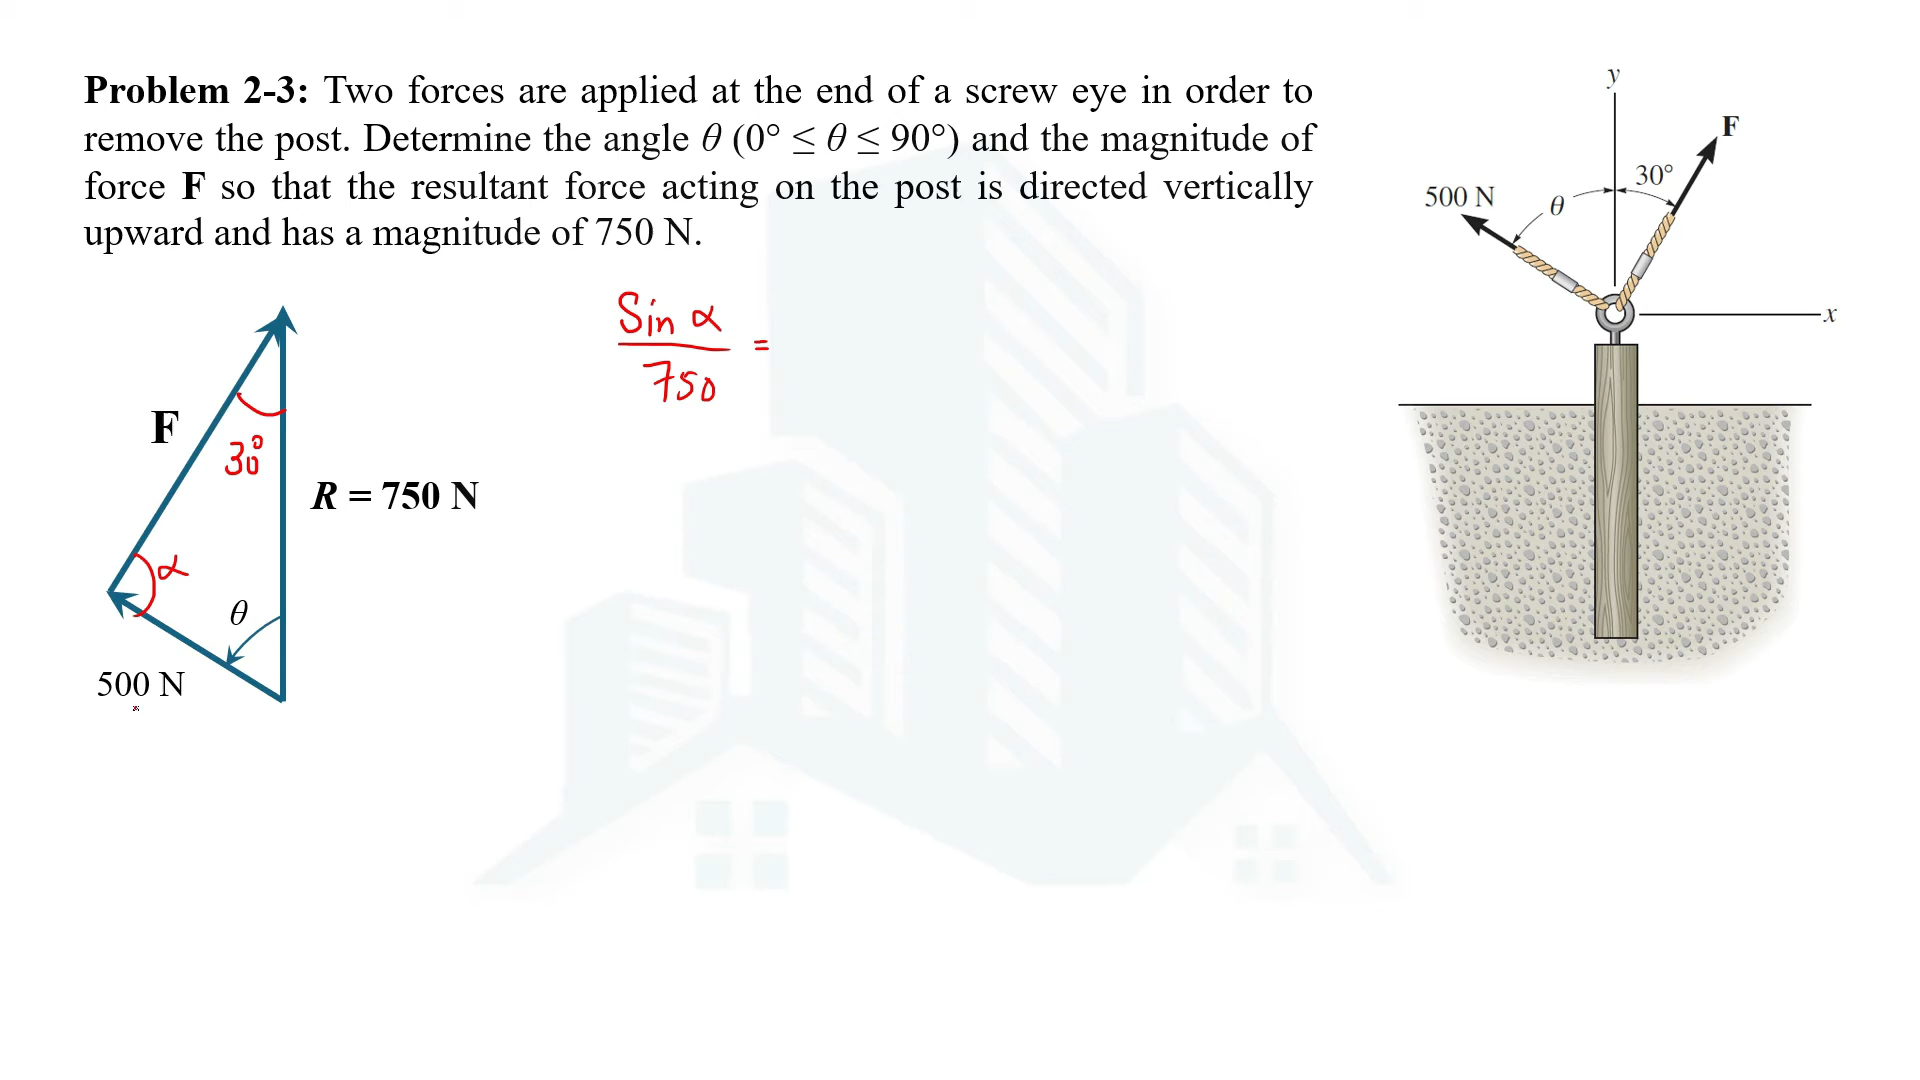 Problem 2-3: Two forces are applied at the end of a screw eye in order to
remove the post. Determine the angle θ (0° ≤ θ ≤ 90°) and the magnitude of
force F so that the resultant force acting on the post is directed vertically
upward and has a magnitude of 750 N.
y
F
30°
500 N
θ
x
Sin α
=
750
F
30°
R = 750 N
α
θ
500 N